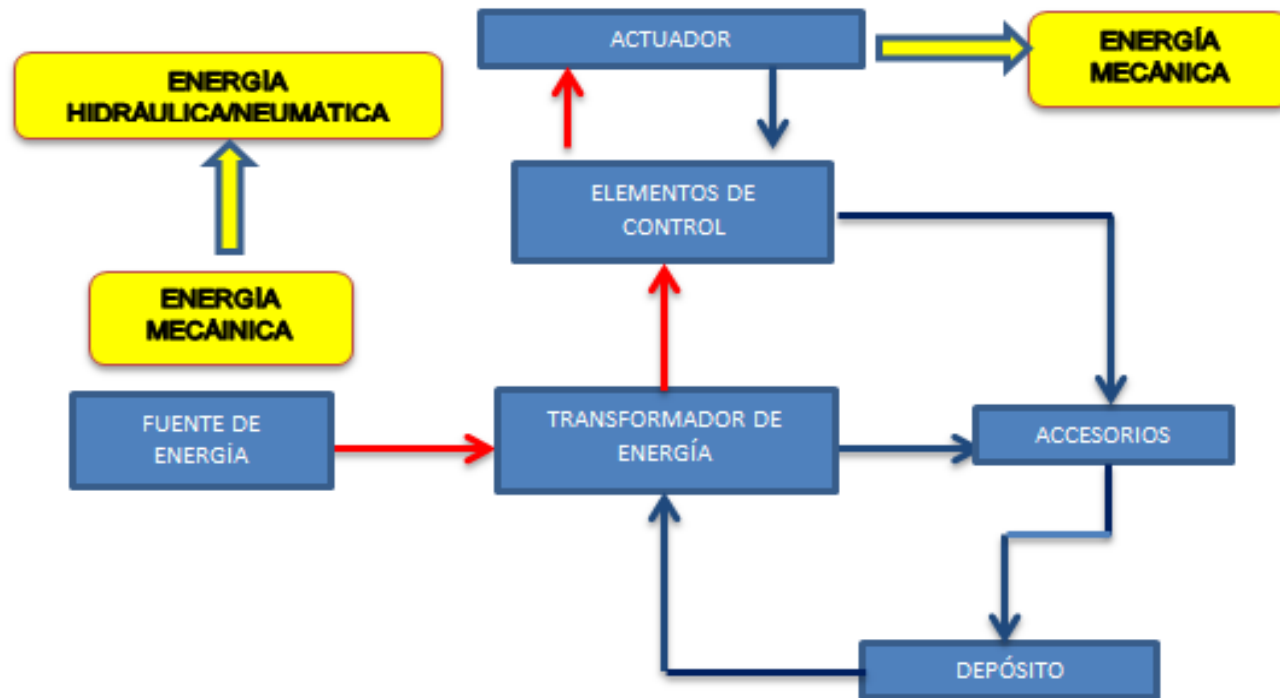 ACTUADOR
ENERGÍA
MECÁNICA
ENERGÍA
HIDRÁULICA/NEUMÁTICA
ELEMENTOS DE
CONTROL
ENERGÍA
MECÁINICA
FUENTE DE
ENERGÍA
TRANSFORMADOR DE
ENERGÍA
ACCESORIOS
DEPÓSITO